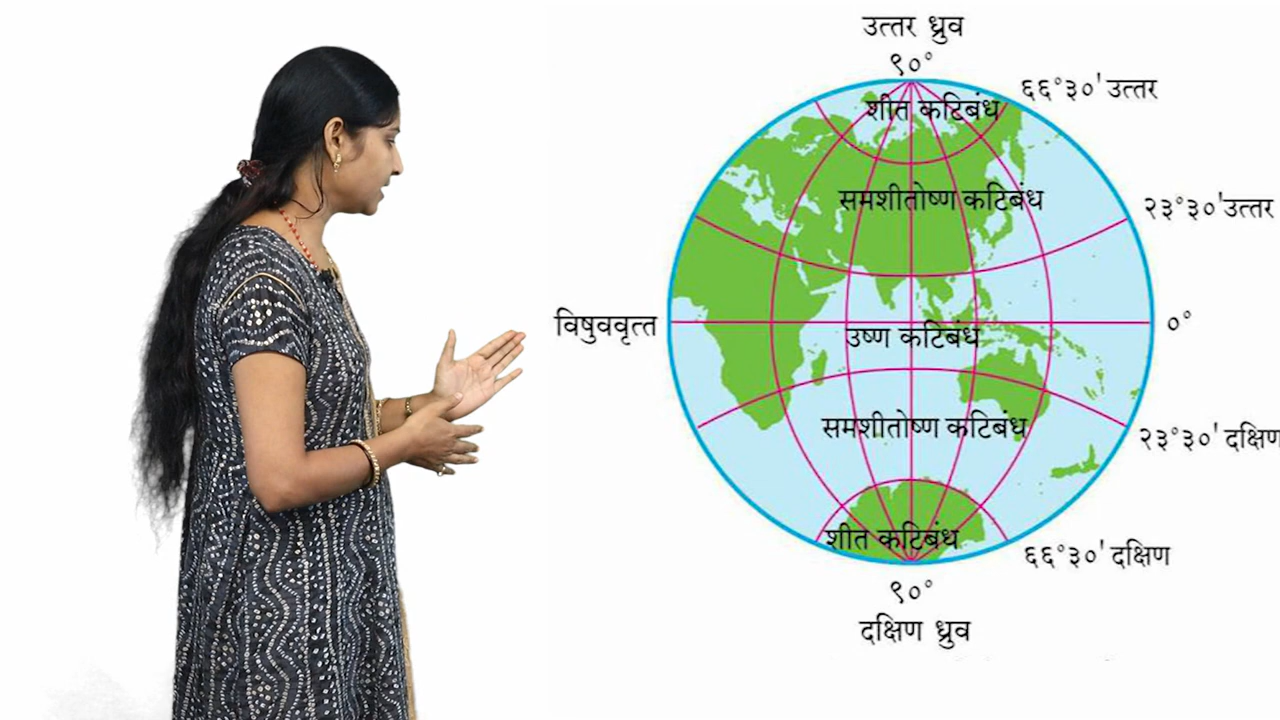 उत्तर ध्रुव
९०°
६६°३०' उत्तर
शीत कटिबंध
समशीतोष्ण कटिबंध
२३°३०'उत्तर
विषुववृत्त
०°
उष्ण कटिबंध
समशीतोष्ण कटिबंध
२३°३०' दक्षिण
शीत कटिबंध
६६°३०' दक्षिण
९०°
दक्षिण ध्रुव